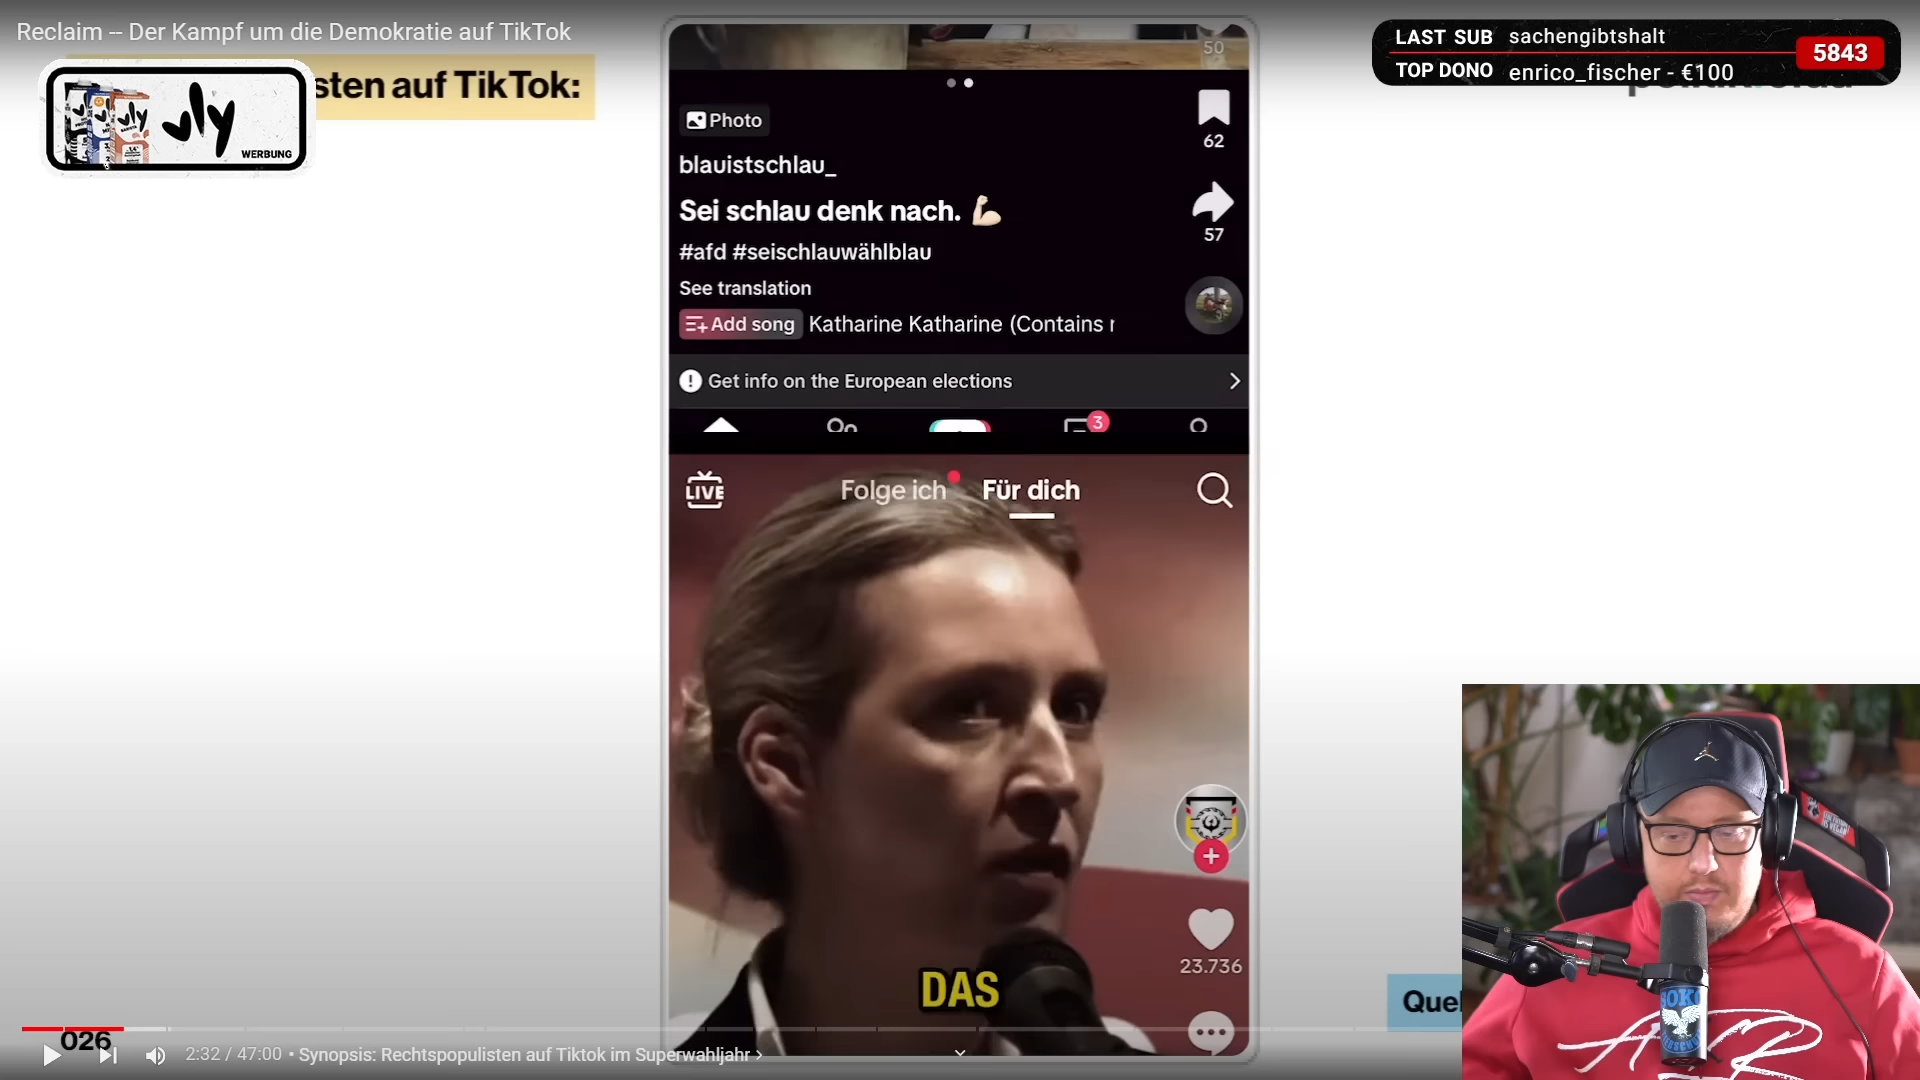 Reclaim -- Der Kampf um die Demokratie auf TikTok
sten auf TikTok:
vly
WERBUNG
LAST SUB sachengibtshalt
TOP DONO enrico_fischer - €100
5843
50
Photo
62
blauistschlau_
Sei schlau denk nach. 💪🏻
57
#afd #seischlauwählblau
See translation
Add song Katharine Katharine (Contains
Get info on the European elections
3
LIVE
Folge ich
Für dich
23.736
DAS
Quel
026
2:32 / 47:00 • Synopsis: Rechtspopulisten auf Tiktok im Superwahljahr